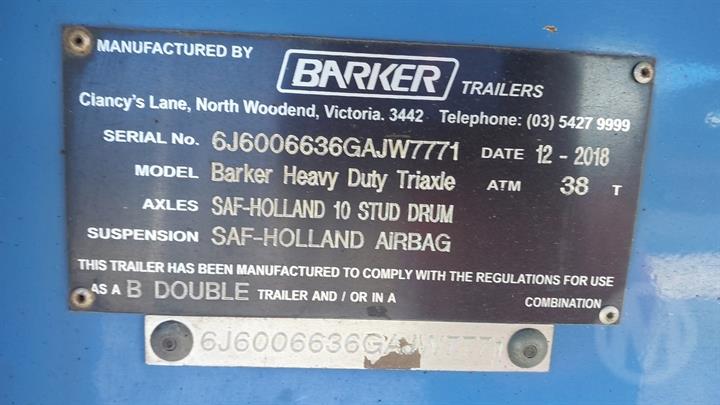 MANUFACTURED BY BARKER TRAILERS
Clancy's Lane, North Woodend, Victoria. 3442 Telephone: (03) 5427 9999
SERIAL No. 6J6006636GAJW7771 DATE 12 - 2018
MODEL Barker Heavy Duty Triaxle ATM 38 T
AXLES SAF-HOLLAND 10 STUD DRUM
SUSPENSION SAF-HOLLAND AiRBAG
THIS TRAILER HAS BEEN MANUFACTURED TO COMPLY WITH THE REGULATIONS FOR USE
AS A B DOUBLE TRAILER AND / OR IN A COMBINATION
6J6006636GAJW7771